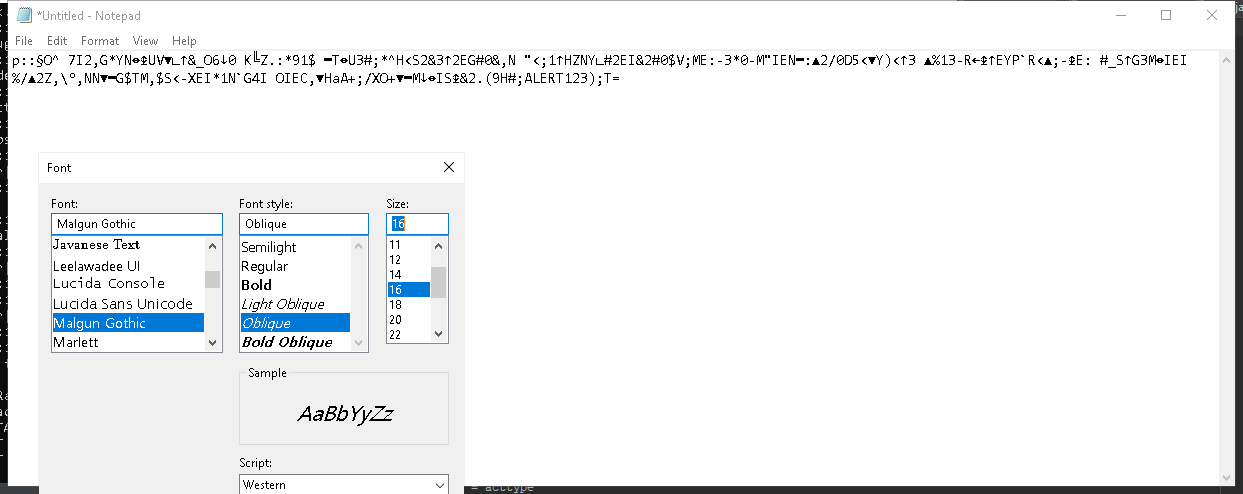 *Untitled - Notepad
File Edit Format View Help
p::§O^ 7I2,G*YN↔↨UV▼∟↑&_O6↓0 K╚Z.:*91$ ━T↔U3#;*^H<S2&3↑2EG#0&,N "<;1↑HZNY∟#2EI&2#0$V;ME:-3*0-M"IEN━:▲2/0D5<▼Y)<↑3 ▲%13-R←↨↑EYP`R<▲;-↨E: #_S↑G3M↔IEI
%/▲2Z,\°,NN▼━G$TM,$S<-XEI*1N`G4I OIEC,▼HaA+;/XO+▼━M↓↔IS↨&2.(9H#;ALERT123);T=
Font
Font: Font style: Size:
Malgun Gothic Oblique 16
Javanese Text Semilight 11
Leelawadee UI Regular 12
Lucida Console Bold 14
Lucida Sans Unicode Light Oblique 16
Malgun Gothic Oblique 18
Marlett Bold Oblique 20
22
Sample
AaBbYyZz
Script:
Western
= acctype